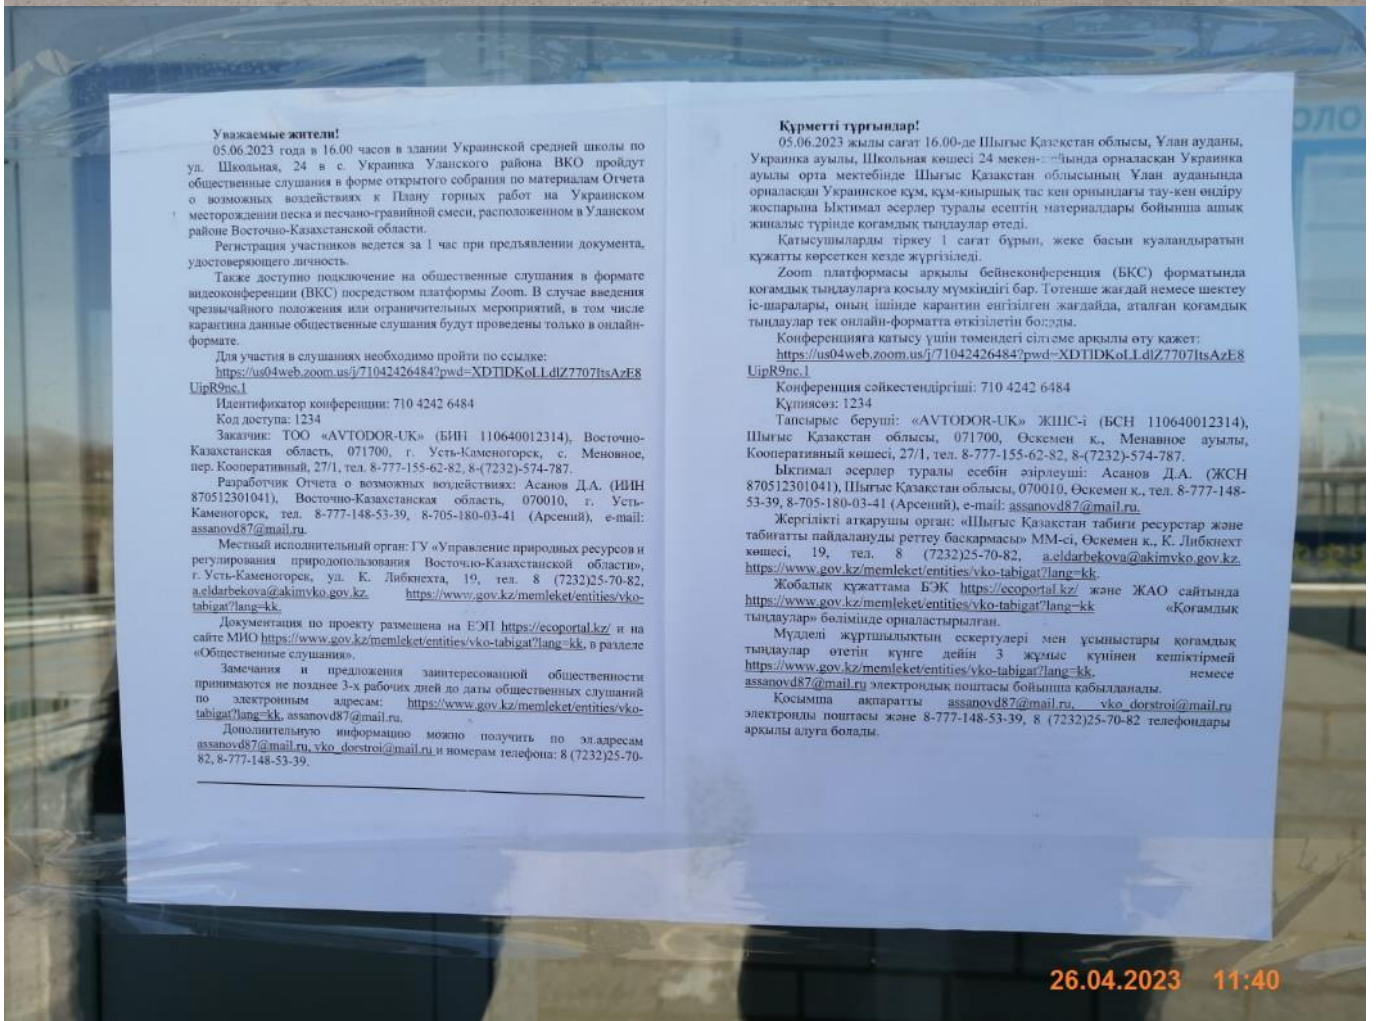 Уважаемые жители!
05.06.2023 года в 16.00 часов в здании Украинской средней школы по
ул. Школьная, 24 в с. Украинка Уланского района ВКО пройдут
общественные слушания в форме открытого собрания по материалам Отчета
о возможных воздействиях к Плану горных работ на Украинском
месторождении песка и песчано-гравийной смеси, расположенном в Уланском
районе Восточно-Казахстанской области.
Регистрация участников ведется за 1 час при предъявлении документа,
удостоверяющего личность.
Также доступно подключение на общественные слушания в формате
видеоконференции (ВКС) посредством платформы Zoom. В случае введения
чрезвычайного положения или ограничительных мероприятий, в том числе
карантина данные общественные слушания будут проведены только в онлайн-
формате.
Для участия в слушаниях необходимо пройти по ссылке:
https://us04web.zoom.us/j/71042426484?pwd=XDTlDKoLLdlZ7707ItsAzE8
UipR9nc.1
Идентификатор конференции: 710 4242 6484
Код доступа: 1234
Заказчик: ТОО «AVTODOR-UK» (БИН 110640012314), Восточно-
Казахстанская область, 071700, г. Усть-Каменогорск, с. Меновное,
пер. Кооперативный, 27/1, тел. 8-777-155-62-82, 8-(7232)-574-787.
Разработчик Отчета о возможных воздействиях: Асанов Д.А. (ИИН
870512301041), Восточно-Казахстанская область, 070010, г. Усть-
Каменогорск, тел. 8-777-148-53-39, 8-705-180-03-41 (Арсений), e-mail:
assanovd87@mail.ru.
Местный исполнительный орган: ГУ «Управление природных ресурсов и
регулирования природопользования Восточно-Казахстанской области»,
г. Усть-Каменогорск, ул. К. Либкнехта, 19, тел. 8 (7232)25-70-82,
a.eldarbekova@akimvko.gov.kz. https://www.gov.kz/memleket/entities/vko-
tabigat?lang=kk.
Документация по проекту размещена на ЕЭП https://ecoportal.kz/ и на
сайте МИО https://www.gov.kz/memleket/entities/vko-tabigat?lang=kk, в разделе
«Общественные слушания».
Замечания и предложения заинтересованной общественности
принимаются не позднее 3-х рабочих дней до даты общественных слушаний
по электронным адресам: https://www.gov.kz/memleket/entities/vko-
tabigat?lang=kk, assanovd87@mail.ru.
Дополнительную информацию можно получить по эл.адресам
assanovd87@mail.ru, vko_dorstroi@mail.ru и номерам телефона: 8 (7232)25-70-
82, 8-777-148-53-39.
Құрметті тұрғындар!
05.06.2023 жылы сағат 16.00-де Шығыс Қазақстан облысы, Ұлан ауданы,
Украинка ауылы, Школьная көшесі 24 орналасқан Украинка
ауылы орта мектебінде Шығыс Қазақстан облысының Ұлан ауданында
орналасқан Украинское құм, құм-қиыршық тас кен орнындағы тау-кен өндіру
жоспарына Ықтимал әсерлер туралы есептің материалдары бойынша ашық
жиналыс түрінде қоғамдық тыңдаулар өтеді.
Қатысушыларды тіркеу 1 сағат бұрын, жеке басын куәландыратын
құжатты көрсеткен кезде жүргізіледі.
Zoom платформасы арқылы бейнеконференция (БКС) форматында
қоғамдық тыңдауларға қосылу мүмкіндігі бар. Төтенше жағдай немесе шектеу
іс-шаралары, оның ішінде карантин енгізілген жағдайда, аталған қоғамдық
тыңдаулар тек онлайн-форматта өткізілетін болады.
Конференцияға қатысу үшін төмендегі сілтеме арқылы өту қажет:
https://us04web.zoom.us/j/71042426484?pwd=XDTlDKoLLdlZ7707ItsAzE8
UipR9nc.1
Конференция сәйкестендіргіші: 710 4242 6484
Құпиясөз: 1234
Тапсырыс беруші: «AVTODOR-UK» ЖШС-і (БСН 110640012314),
Шығыс Қазақстан облысы, 071700, Өскемен қ., Менавное ауылы,
Кооперативный көшесі, 27/1, тел. 8-777-155-62-82, 8-(7232)-574-787.
Ықтимал әсерлер туралы есебін әзірлеуші: Асанов Д.А. (ЖСН
870512301041), Шығыс Қазақстан облысы, 070010, Өскемен қ., тел. 8-777-148-
53-39, 8-705-180-03-41 (Арсений), e-mail: assanovd87@mail.ru.
Жергілікті атқарушы орган: «Шығыс Қазақстан табиғи ресурстар және
табиғатты пайдалануды реттеу басқармасы» ММ-сі, Өскемен қ., К. Либкнехт
көшесі, 19, тел. 8 (7232)25-70-82, a.eldarbekova@akimvko.gov.kz.
https://www.gov.kz/memleket/entities/vko-tabigat?lang=kk.
Жобалық құжаттама БЭК https://ecoportal.kz/ және ЖАО сайтында
https://www.gov.kz/memleket/entities/vko-tabigat?lang=kk «Қоғамдық
тыңдаулар» бөлімінде орналастырылған.
Мүдделі жұртшылықтың ескертулері мен ұсыныстары қоғамдық
тыңдаулар өтетін күнге дейін 3 жұмыс күнінен кешіктірмей
https://www.gov.kz/memleket/entities/vko-tabigat?lang=kk, немесе
assanovd87@mail.ru электрондық поштасы бойынша қабылданады.
Қосымша ақпаратты assanovd87@mail.ru, vko_dorstroi@mail.ru
электронды поштасы және 8-777-148-53-39, 8 (7232)25-70-82 телефондары
арқылы алуға болады.
26.04.2023 11:40